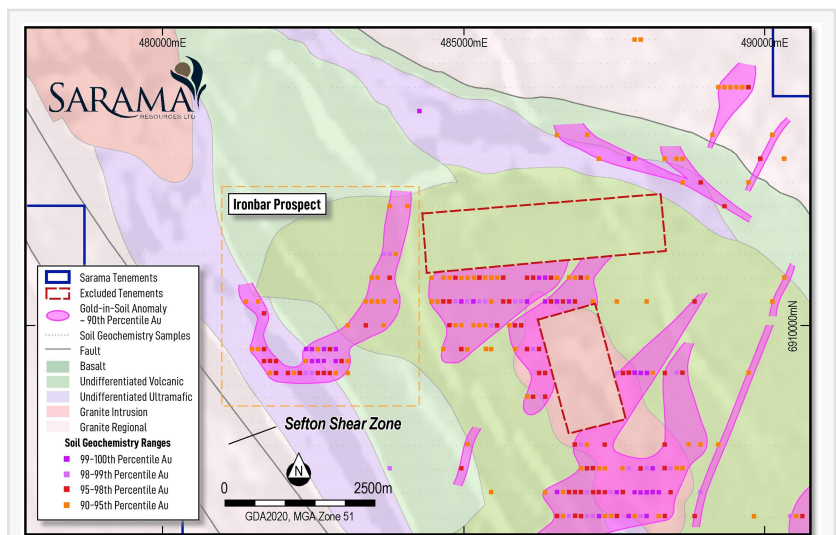 480000mE
485000mE
490000mE
SARAMA
RESOURCES LTD
Ironbar Prospect
6910000mN
Sarama Tenements
Excluded Tenements
Gold-in-Soil Anomaly
~ 90th Percentile Au
Soil Geochemistry Samples
Fault
Basalt
Undifferentiated Volcanic
Undifferentiated Ultramafic
Granite Intrusion
Granite Regional
Soil Geochemistry Ranges
99-100th Percentile Au
98-99th Percentile Au
95-98th Percentile Au
90-95th Percentile Au
Sefton Shear Zone
N
0
2500m
GDA2020, MGA Zone 51